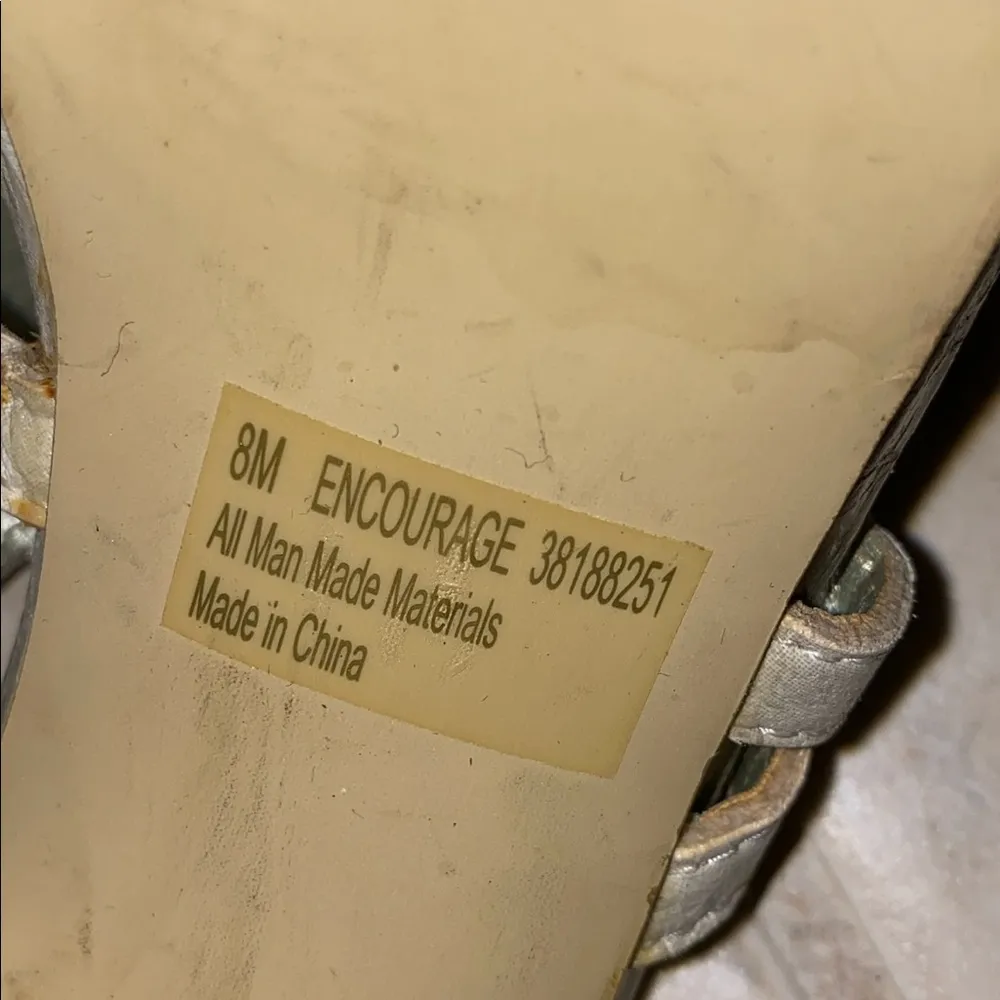 8M ENCOURAGE 38188251
All Man Made Materials
Made in China